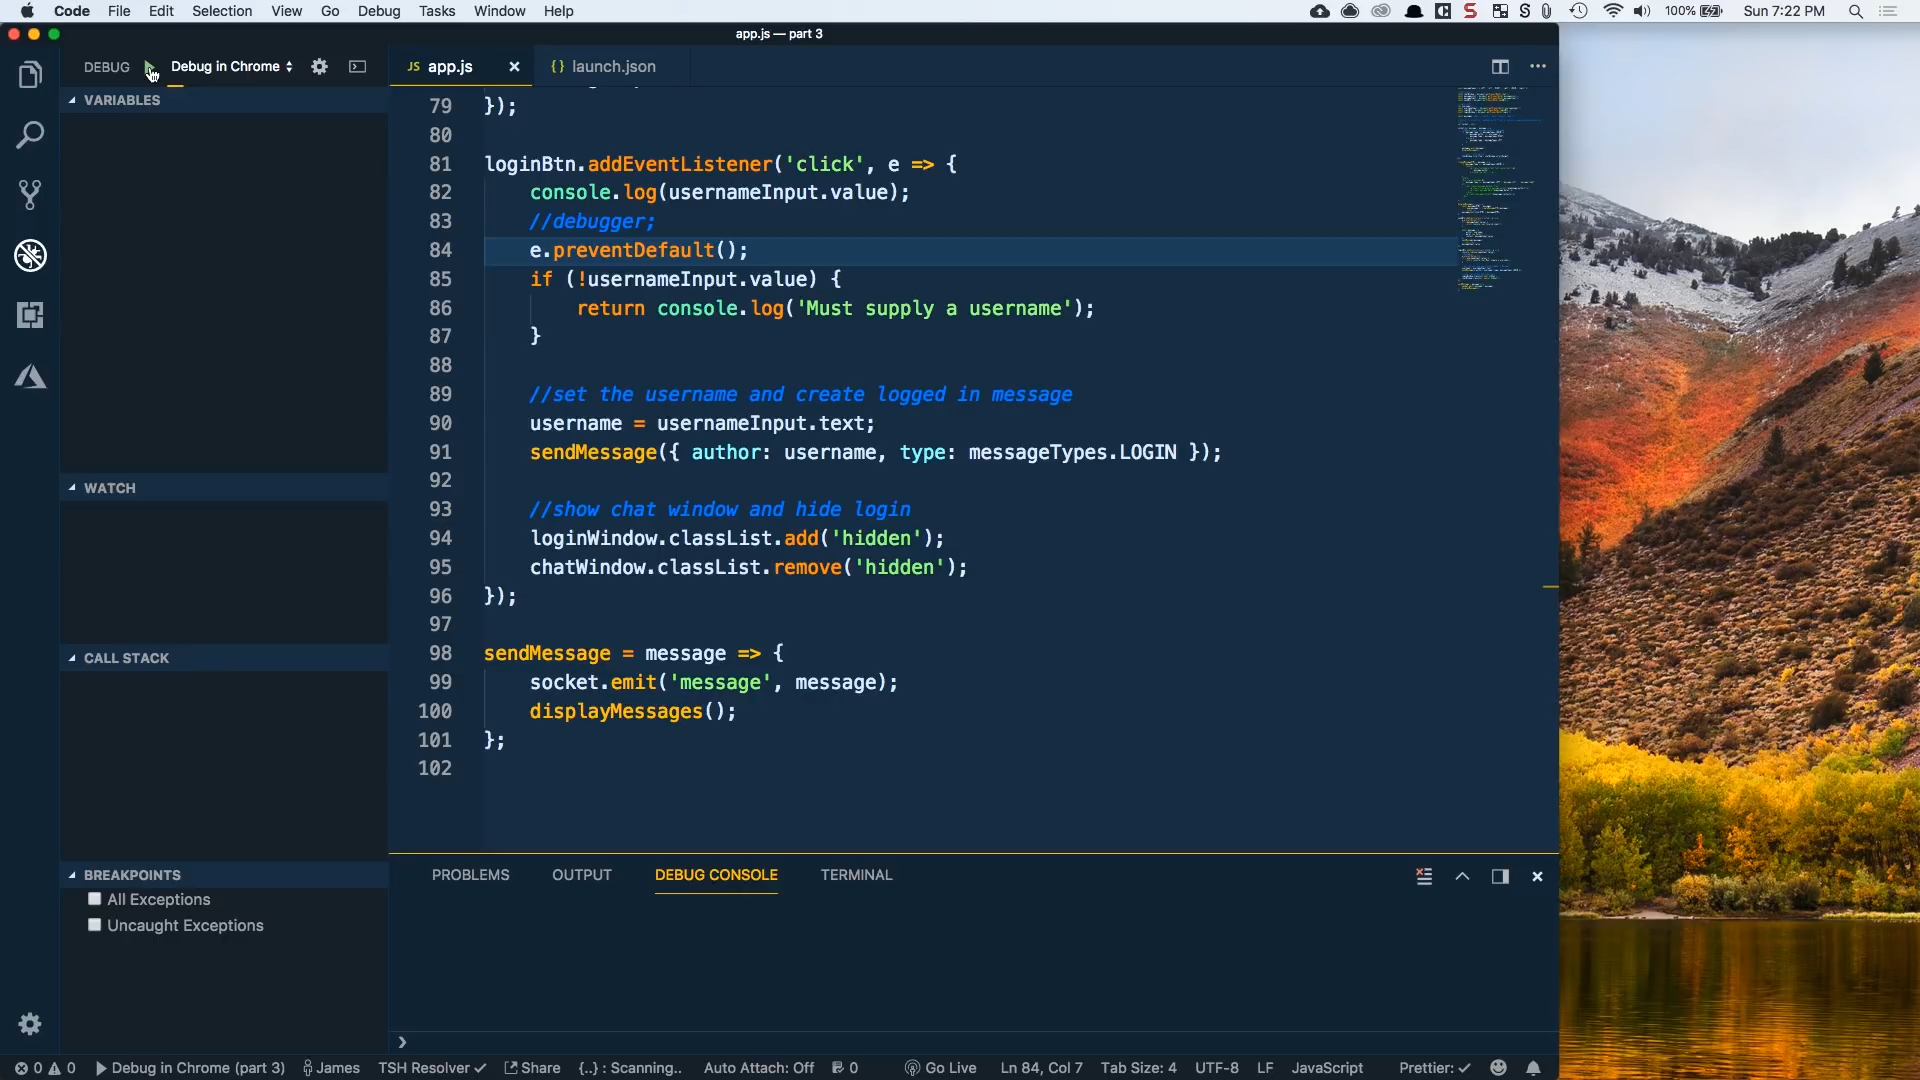 Code File Edit Selection View Go Debug Tasks Window Help 100% Sun 7:22 PM
app.js — part 3
DEBUG Debug in Chrome
JS app.js
{} launch.json
VARIABLES
WATCH
CALL STACK
BREAKPOINTS
All Exceptions
Uncaught Exceptions
79 });
80
81 loginBtn.addEventListener('click', e => {
82 console.log(usernameInput.value);
83 //debugger;
84 e.preventDefault();
85 if (!usernameInput.value) {
86 return console.log('Must supply a username');
87 }
88
89 //set the username and create logged in message
90 username = usernameInput.text;
91 sendMessage({ author: username, type: messageTypes.LOGIN });
92
93 //show chat window and hide login
94 loginWindow.classList.add('hidden');
95 chatWindow.classList.remove('hidden');
96 });
97
98 sendMessage = message => {
99 socket.emit('message', message);
100 displayMessages();
101 };
102
PROBLEMS OUTPUT DEBUG CONSOLE TERMINAL
0 0 Debug in Chrome (part 3) James TSH Resolver Share {..} : Scanning.. Auto Attach: Off 0 Go Live Ln 84, Col 7 Tab Size: 4 UTF-8 LF JavaScript Prettier: